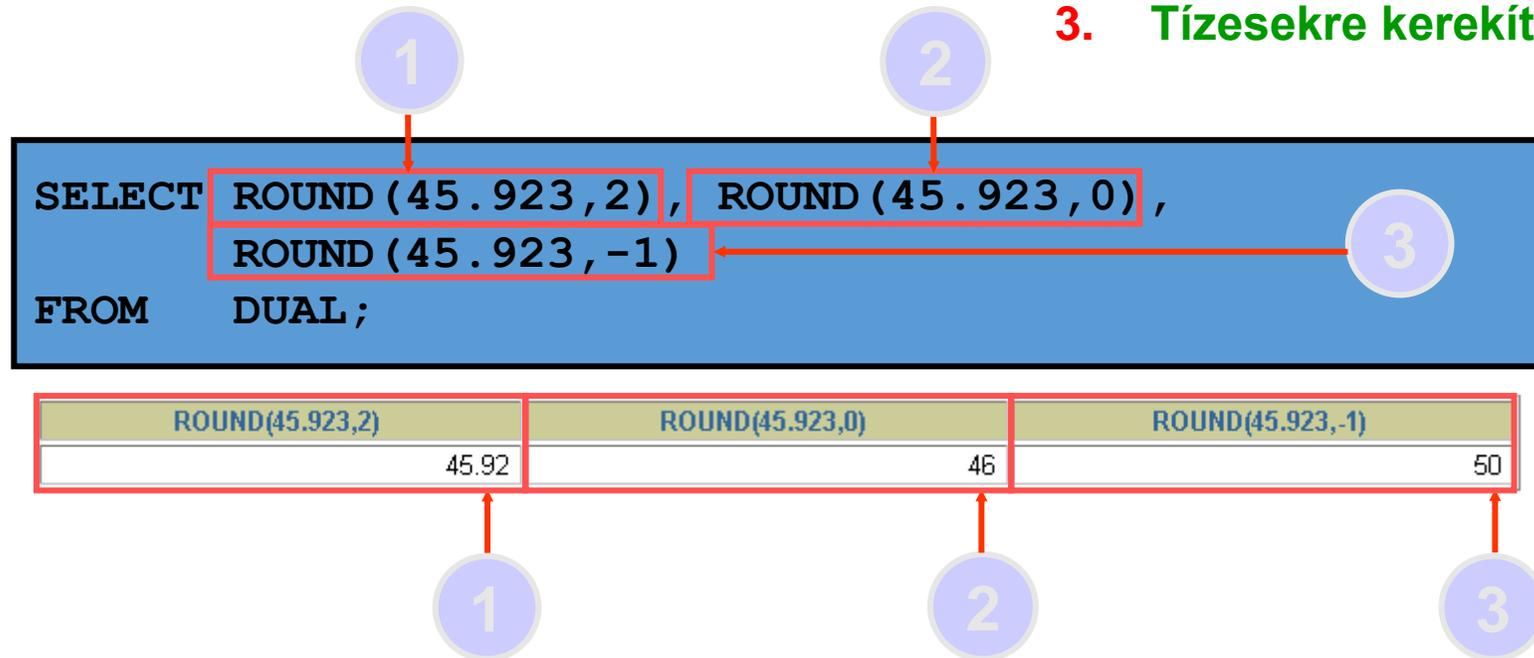 3. Tízesekre kerekít
1 2
SELECT ROUND(45.923,2), ROUND(45.923,0),
ROUND(45.923,-1)
3
FROM DUAL;
ROUND(45.923,2) ROUND(45.923,0) ROUND(45.923,-1)
45.92 46 50
1 2 3